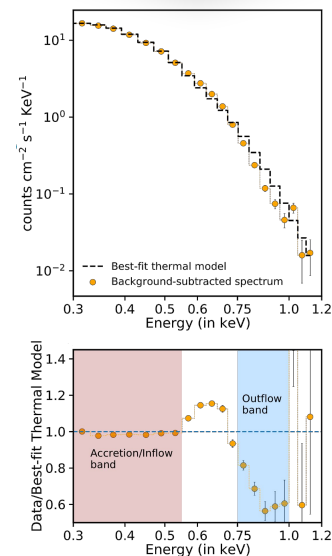 10¹
10⁰
10⁻¹
10⁻²
counts cm⁻² s⁻¹ KeV⁻¹
Best-fit thermal model
Background-subtracted spectrum
0.3 0.4 0.5 0.6 0.75 1.0 1.2
Energy (in keV)
1.4
1.2
1.0
0.8
0.6
Data/Best-fit Thermal Model
Outflow
band
Accretion/Inflow
band
0.3 0.4 0.5 0.6 0.75 1.0 1.2
Energy (in keV)